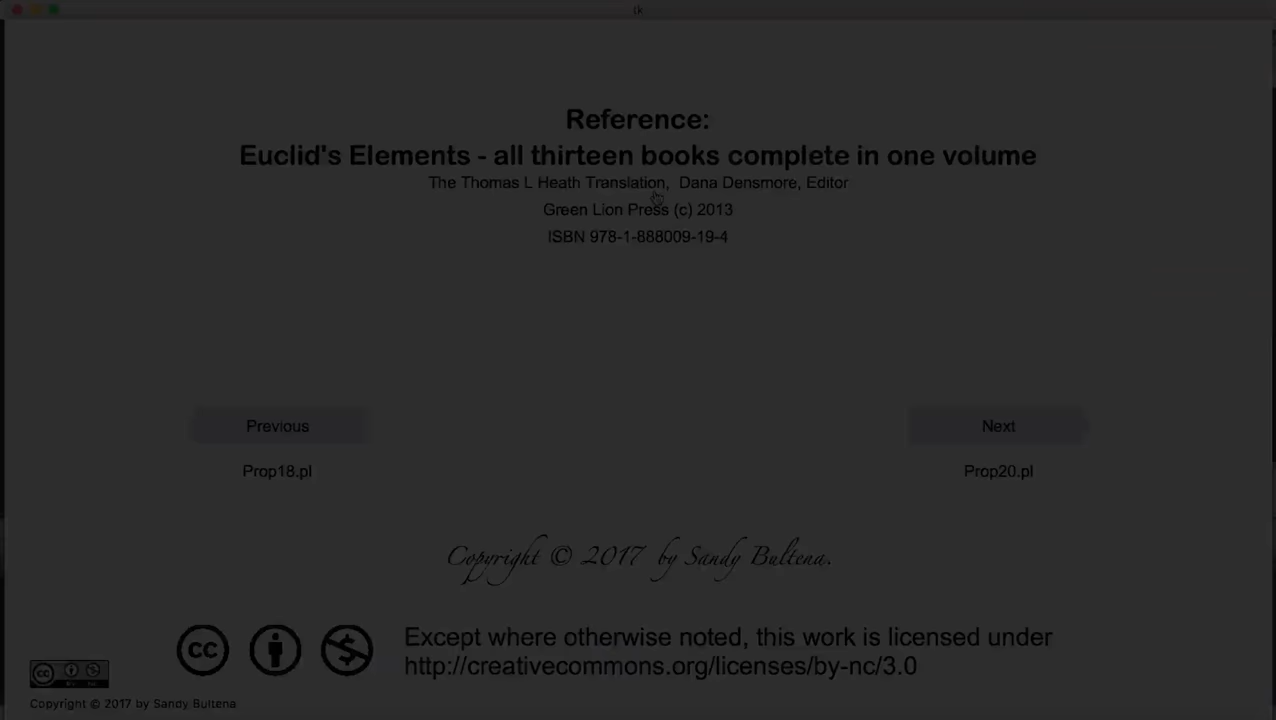 tk
Reference:
Euclid's Elements - all thirteen books complete in one volume
The Thomas L Heath Translation, Dana Densmore, Editor
Green Lion Press (c) 2013
ISBN 978-1-888009-19-4
Previous
Next
Prop18.pl
Prop20.pl
Copyright © 2017 by Sandy Bultena.
Except where otherwise noted, this work is licensed under
http://creativecommons.org/licenses/by-nc/3.0
Copyright © 2017 by Sandy Bultena